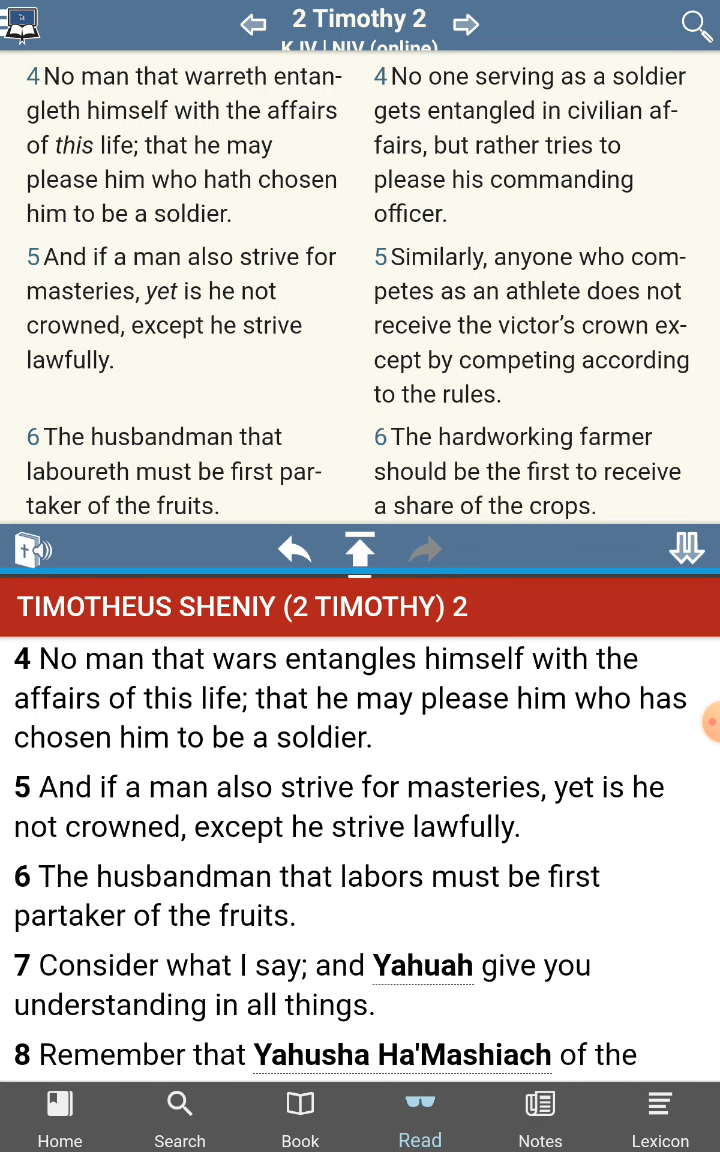 2 Timothy 2
KJV | NIV (online)
4 No man that warreth entan-
gleth himself with the affairs
of this life; that he may
please him who hath chosen
him to be a soldier.
5 And if a man also strive for
masteries, yet is he not
crowned, except he strive
lawfully.
6 The husbandman that
laboureth must be first par-
taker of the fruits.
4 No one serving as a soldier
gets entangled in civilian af-
fairs, but rather tries to
please his commanding
officer.
5 Similarly, anyone who com-
petes as an athlete does not
receive the victor's crown ex-
cept by competing according
to the rules.
6 The hardworking farmer
should be the first to receive
a share of the crops.
TIMOTHEUS SHENIY (2 TIMOTHY) 2
4 No man that wars entangles himself with the
affairs of this life; that he may please him who has
chosen him to be a soldier.
5 And if a man also strive for masteries, yet is he
not crowned, except he strive lawfully.
6 The husbandman that labors must be first
partaker of the fruits.
7 Consider what I say; and Yahuah give you
understanding in all things.
8 Remember that Yahusha Ha'Mashiach of the
Home
Search
Book
Read
Notes
Lexicon